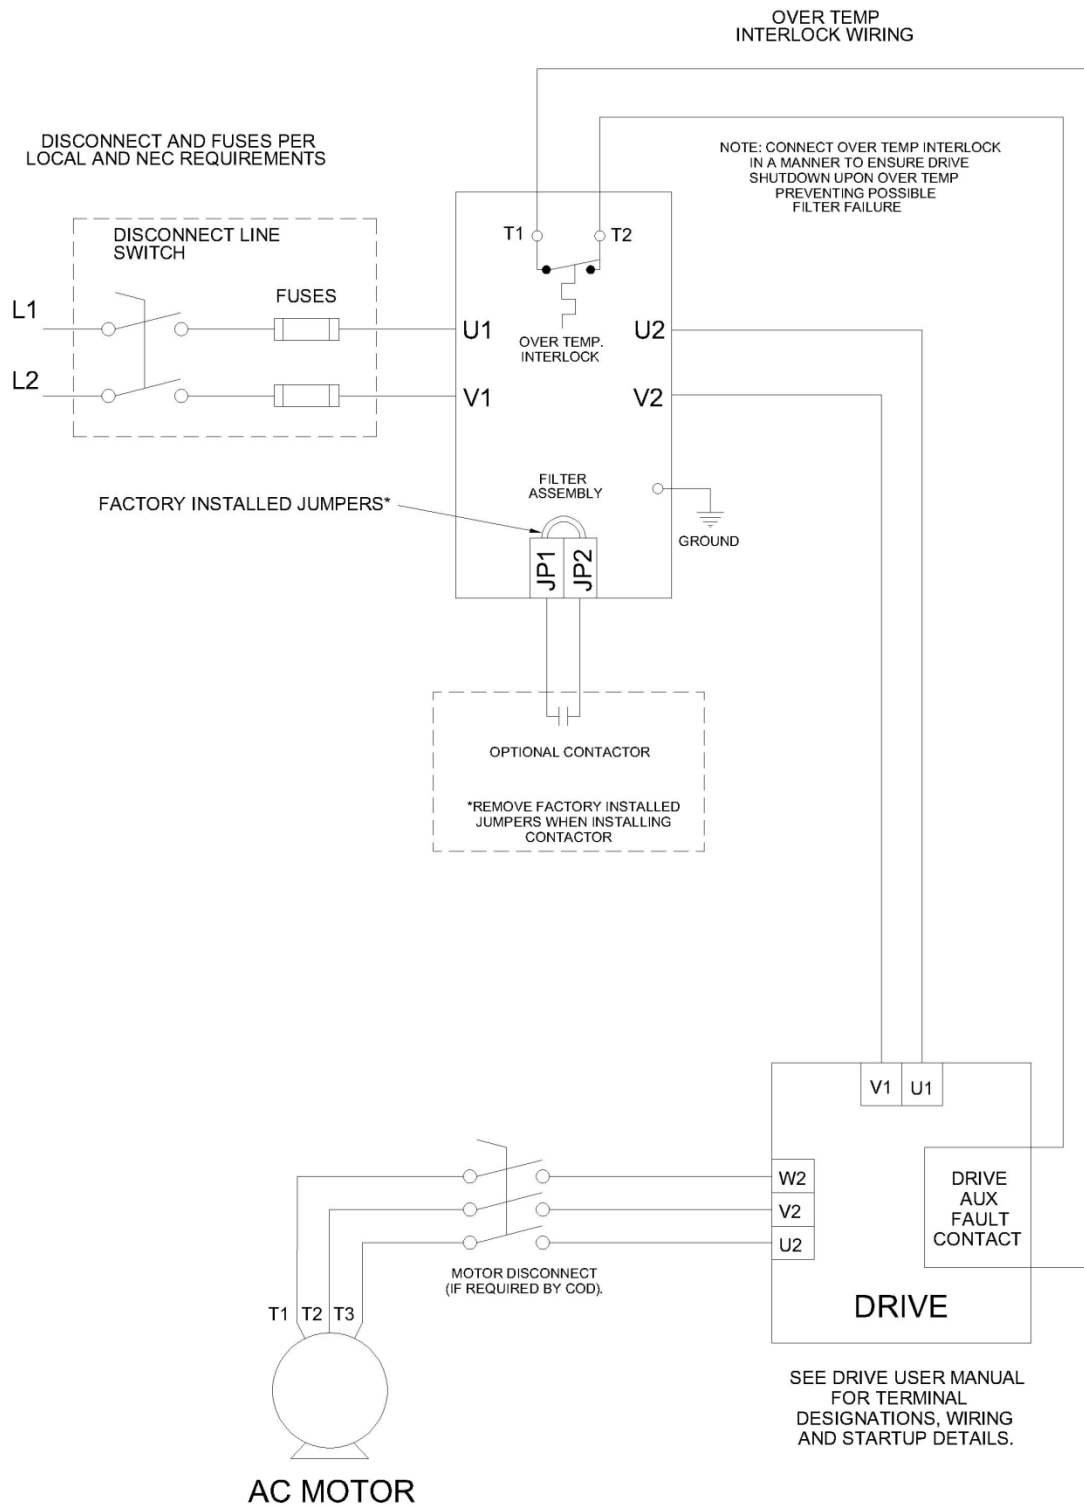 OVER TEMP
INTERLOCK WIRING
DISCONNECT AND FUSES PER
LOCAL AND NEC REQUIREMENTS
NOTE: CONNECT OVER TEMP INTERLOCK
IN A MANNER TO ENSURE DRIVE
SHUTDOWN UPON OVER TEMP
PREVENTING POSSIBLE
FILTER FAILURE
DISCONNECT LINE
SWITCH
T1
T2
FUSES
L1
U1
OVER TEMP.
INTERLOCK
U2
L2
V1
V2
FILTER
ASSEMBLY
FACTORY INSTALLED JUMPERS*
GROUND
JP1
JP2
OPTIONAL CONTACTOR
*REMOVE FACTORY INSTALLED
JUMPERS WHEN INSTALLING
CONTACTOR
V1
U1
W2
V2
U2
DRIVE
AUX
FAULT
CONTACT
MOTOR DISCONNECT
(IF REQUIRED BY COD).
T1
T2
T3
DRIVE
SEE DRIVE USER MANUAL
FOR TERMINAL
DESIGNATIONS, WIRING
AND STARTUP DETAILS.
AC MOTOR